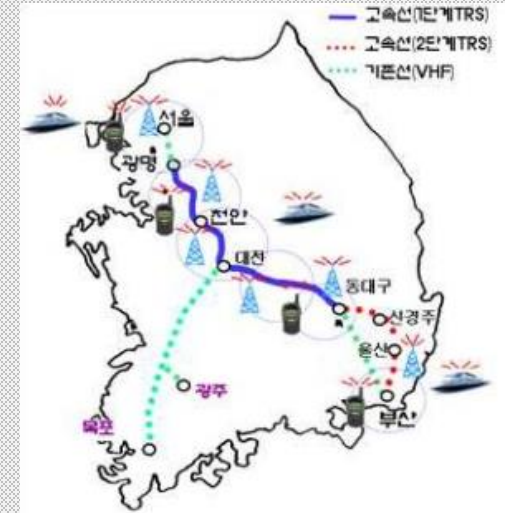 고속선(1단계TRS)
고속선(2단계TRS)
기존선(VHF)
서울
광명
천안
대전
동대구
신경주
울산
부산
광주
목포